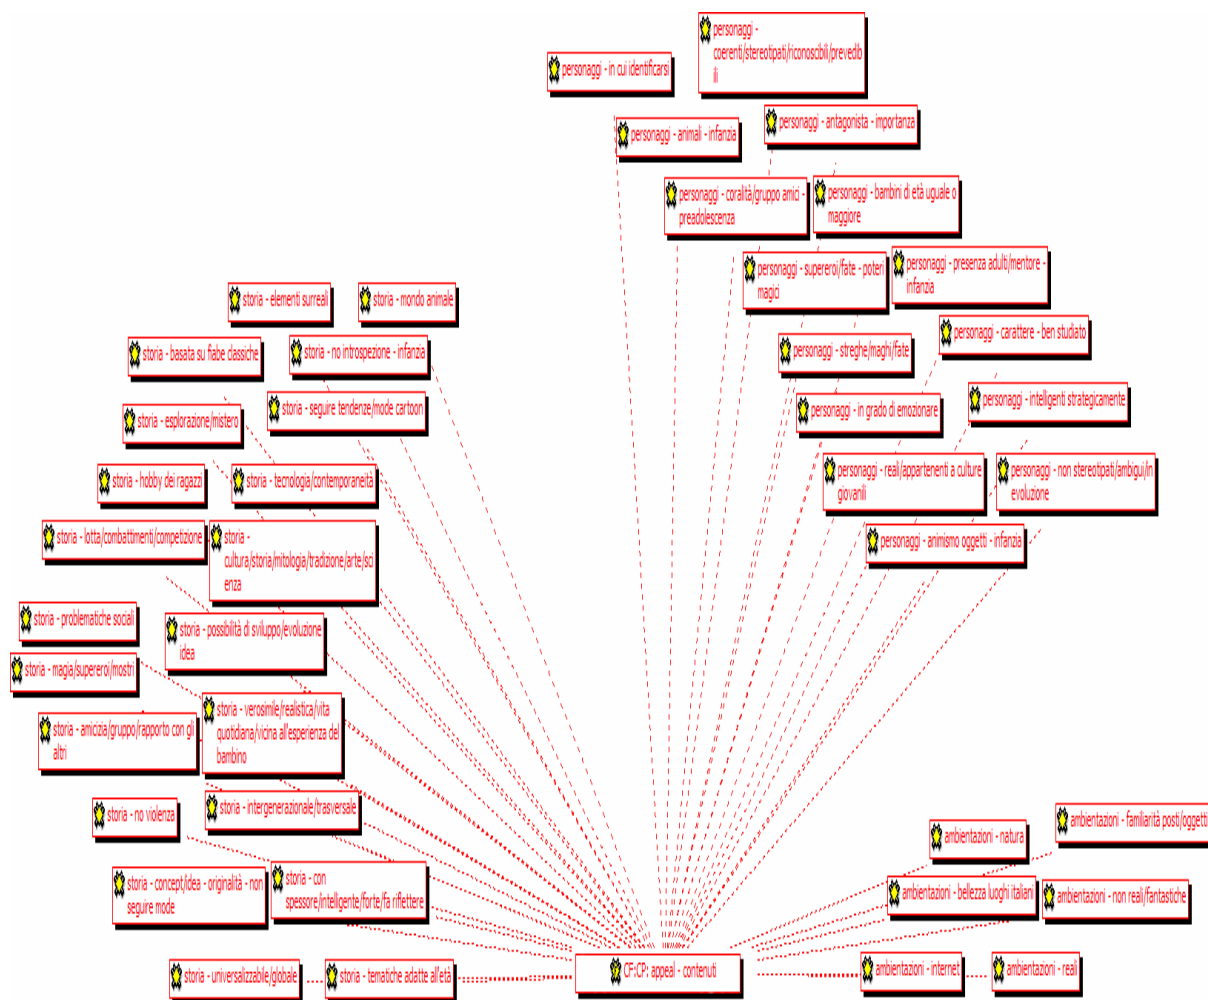 personaggi -
coerenti/stereotipati/riconoscibili/prevedib
ili
personaggi - in cui identificarsi
personaggi - animali - infanzia
personaggi - antagonista - importanza
personaggi - coralità/gruppo amici -
preadolescenza
personaggi - bambini di età uguale o
maggiore
personaggi - supereroi/fate - poteri
magici
personaggi - presenza adulti/mentore -
infanzia
storia - elementi surreali
storia - mondo animale
personaggi - carattere - ben studiato
storia - basata su fiabe classiche
storia - no introspezione - infanzia
personaggi - streghe/maghi/fate
storia - esplorazione/mistero
storia - seguire tendenze/mode cartoon
personaggi - in grado di emozionare
personaggi - intelligenti strategicamente
storia - hobby dei ragazzi
storia - tecnologia/contemporaneità
personaggi - reali/appartenenti a culture
giovanili
personaggi - non stereotipati/ambigui/in
evoluzione
storia - lotta/combattimenti/competizione
storia -
cultura/storia/mitologia/tradizione/arte/sci
enza
personaggi - animismo oggetti - infanzia
storia - problematiche sociali
storia - possibilità di sviluppo/evoluzione
idea
storia - magia/supereroi/mostri
storia - amicizia/gruppo/rapporto con gli
altri
storia - verosimile/realistica/vita
quotidiana/vicina all'esperienza del
bambino
storia - no violenza
storia - intergenerazionale/trasversale
ambientazioni - natura
ambientazioni - familiarità posti/oggetti
storia - concept/idea - originalità - non
seguire mode
storia - con
spessore/intelligente/forte/fa riflettere
ambientazioni - bellezza luoghi italiani
ambientazioni - non reali/fantastiche
storia - universalizzabile/globale
storia - tematiche adatte all'età
CF:CP: appeal - contenuti
ambientazioni - internet
ambientazioni - reali